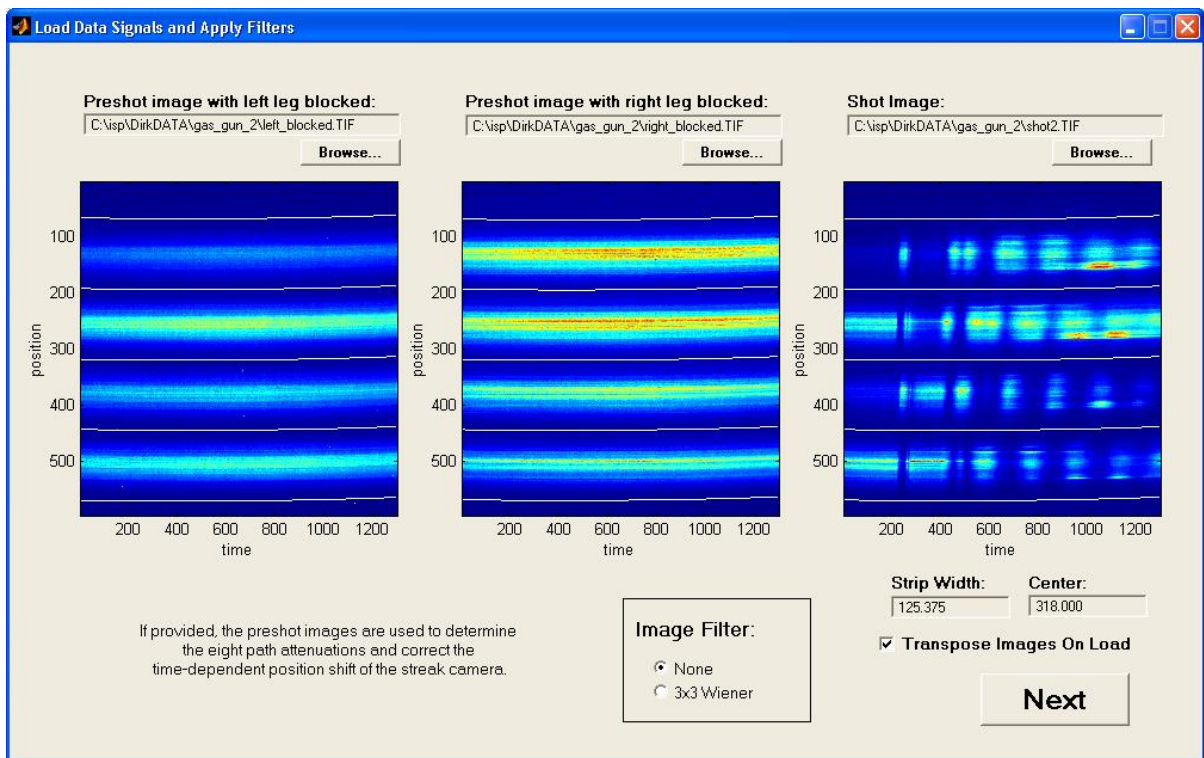 Load Data Signals and Apply Filters
Preshot image with left leg blocked:
C:\isp\DirkDATA\gas_gun_2\left_blocked.TIF
Browse...
Preshot image with right leg blocked:
C:\isp\DirkDATA\gas_gun_2\right_blocked.TIF
Browse...
Shot Image:
C:\isp\DirkDATA\gas_gun_2\shot2.TIF
Browse...
position
100
200
300
400
500
200 400 600 800 1000 1200
time
position
100
200
300
400
500
200 400 600 800 1000 1200
time
position
100
200
300
400
500
200 400 600 800 1000 1200
time
If provided, the preshot images are used to determine
the eight path attenuations and correct the
time-dependent position shift of the streak camera.
Image Filter:
None
3x3 Wiener
Strip Width:
125.375
Center:
318.000
Transpose Images On Load
Next